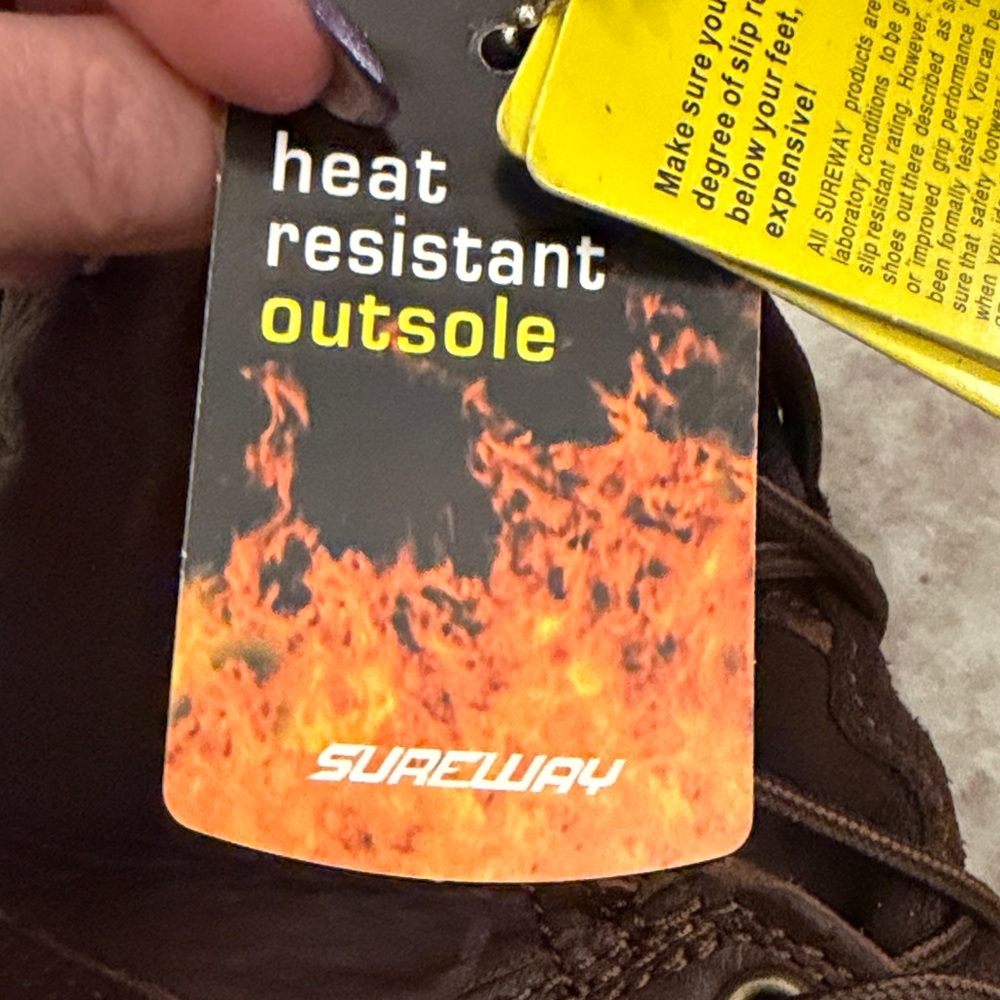 heat
resistant
outsole
SUREWAY
Make sure you
degree of slip
below your feet,
expensive!
All SUREWAY products are
laboratory conditions to be
slip resistant rating. However,
shoes out there described as
or improved grip performance
been formally tested. You can be
sure that safety
when